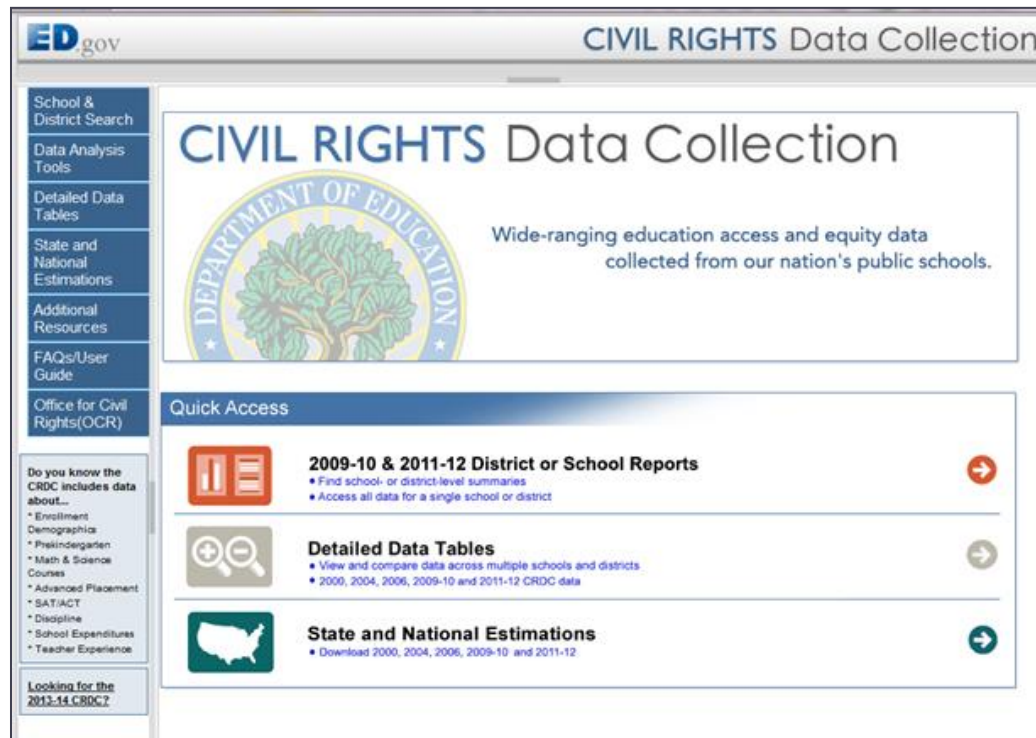 ED.gov
CIVIL RIGHTS Data Collection
School &
District Search
Data Analysis
Tools
Detailed Data
Tables
State and
National
Estimations
Additional
Resources
FAQs/User
Guide
Office for Civil
Rights(OCR)
Do you know the
CRDC includes data
about...
* Enrollment
Demographics
* Prekindergarten
* Math & Science
Courses
* Advanced Placement
* SAT/ACT
* Discipline
* School Expenditures
* Teacher Experience
Looking for the
2013-14 CRDC?
CIVIL RIGHTS Data Collection
DEPARTMENT OF EDUCATION
Wide-ranging education access and equity data
collected from our nation's public schools.
Quick Access
2009-10 & 2011-12 District or School Reports
• Find school- or district-level summaries
• Access all data for a single school or district
Detailed Data Tables
• View and compare data across multiple schools and districts
• 2000, 2004, 2006, 2009-10 and 2011-12 CRDC data
State and National Estimations
• Download 2000, 2004, 2006, 2009-10 and 2011-12